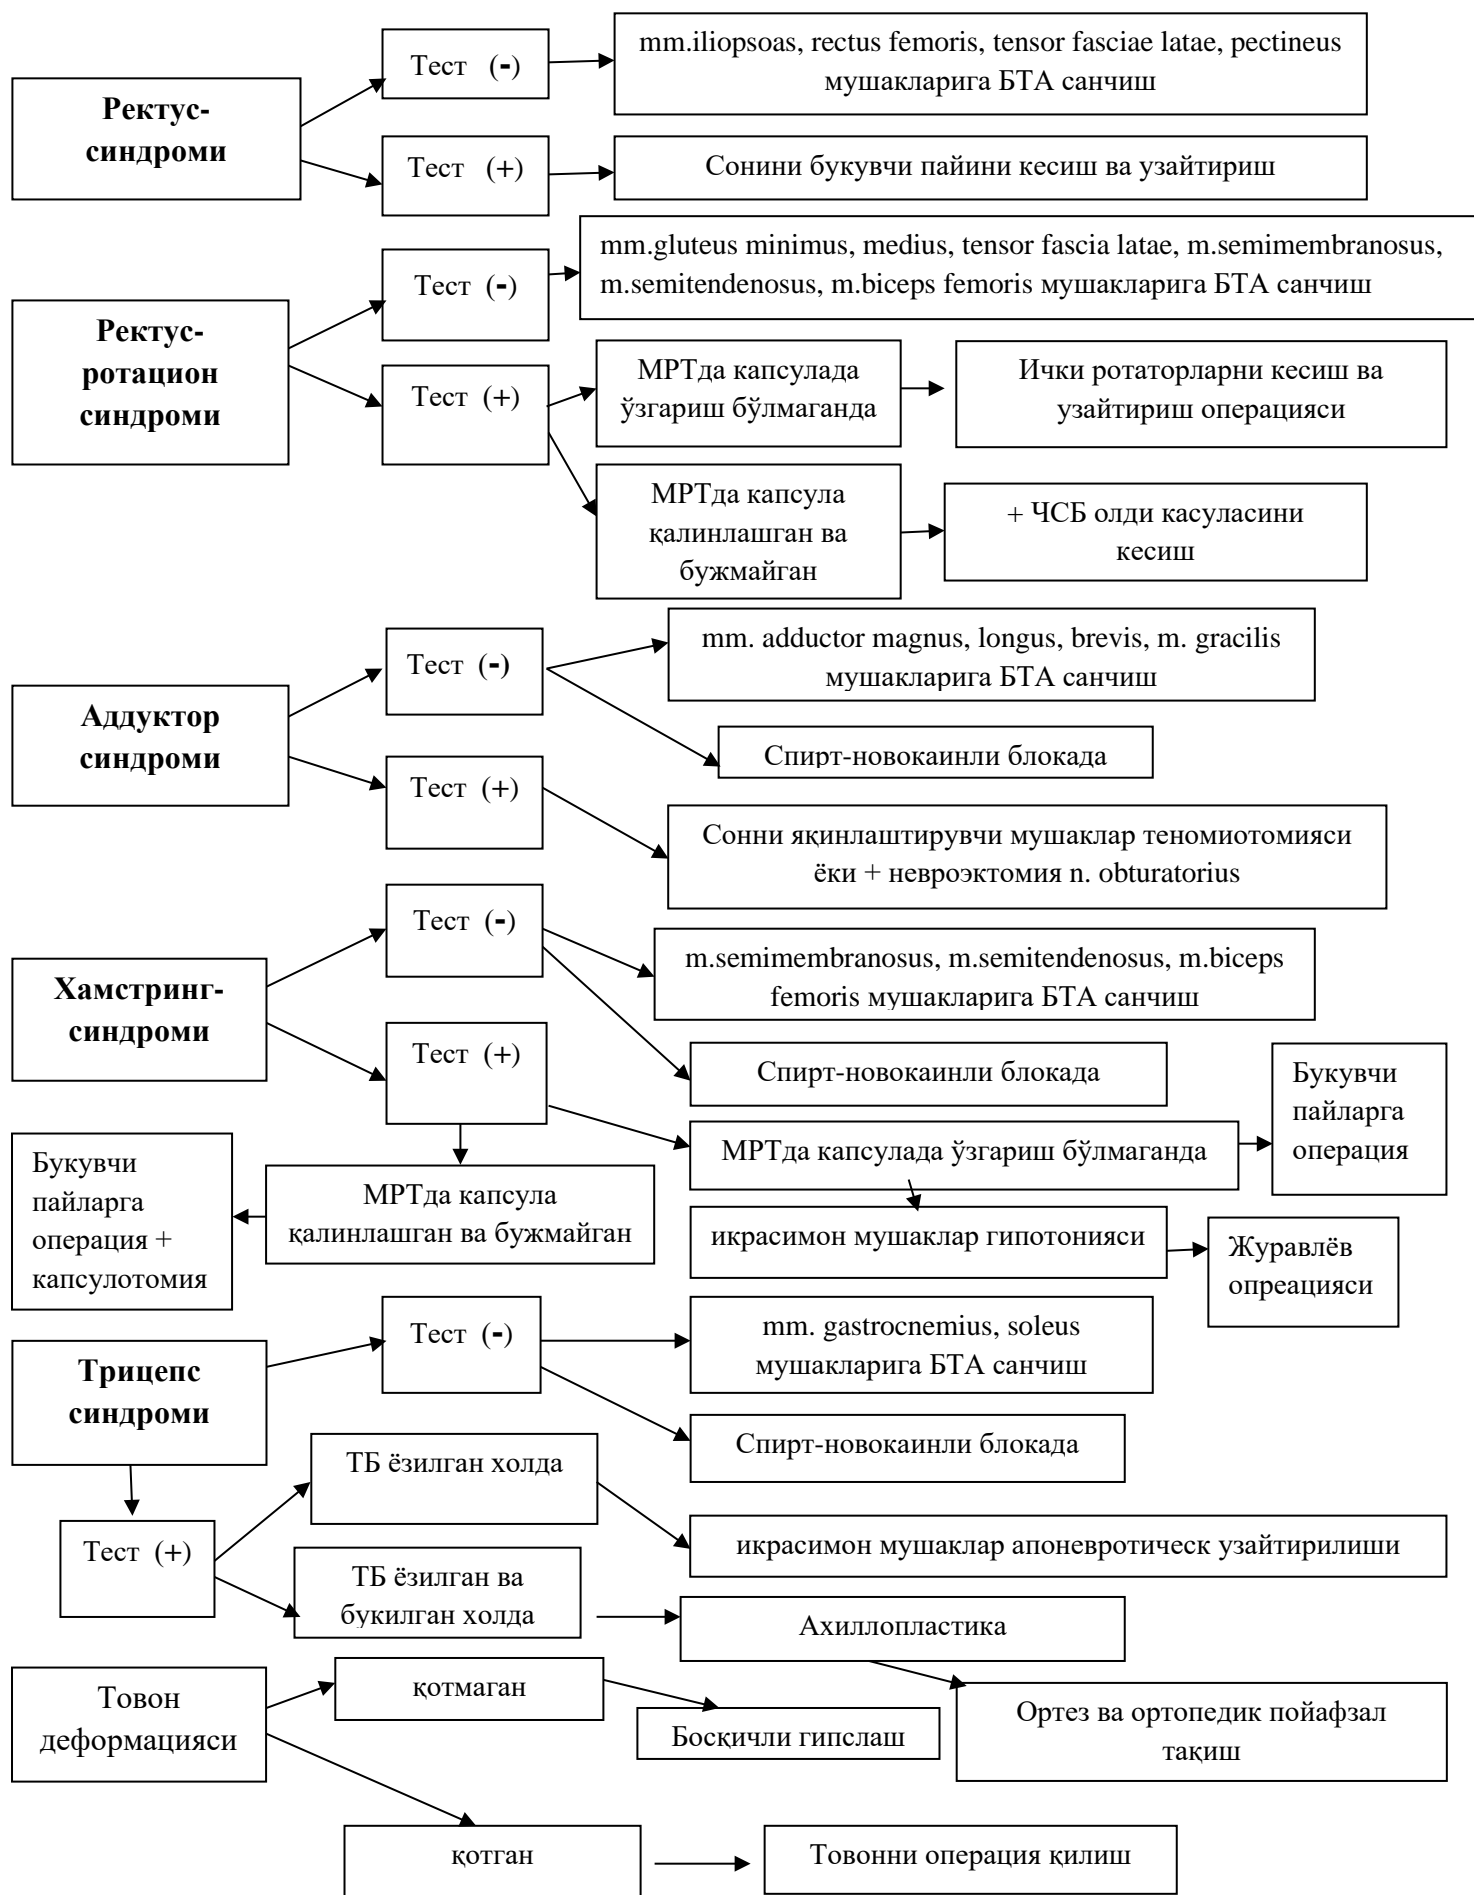 Ректус-
синдроми
Тест (-)
mm.iliopsoas, rectus femoris, tensor fasciae latae, pectineus
мушакларига БТА санчиш
Тест (+)
Сонини букувчи пайини кесиш ва узайтириш
Ректус-
ротацион
синдроми
Тест (-)
mm.gluteus minimus, medius, tensor fascia latae, m.semimembranosus,
m.semitendenosus, m.biceps femoris мушакларига БТА санчиш
Тест (+)
МРТда капсулада
ўзгариш бўлмаганда
Ички ротаторларни кесиш ва
узайтириш операцияси
МРТда капсула
қалинлашган ва
бужмайган
+ ЧСБ олди касуласини
кесиш
Аддуктор
синдроми
Тест (-)
mm. adductor magnus, longus, brevis, m. gracilis
мушакларига БТА санчиш
Спирт-новокаинли блокада
Тест (+)
Сонни яқинлаштирувчи мушаклар теномиотомияси
ёки + невроэктомия n. obturatorius
Хамстринг-
синдроми
Тест (-)
m.semimembranosus, m.semitendenosus, m.biceps
femoris мушакларига БТА санчиш
Спирт-новокаинли блокада
Тест (+)
МРТда капсулада ўзгариш бўлмаганда
Букувчи
пайларга
операция
МРТда капсула
қалинлашган ва бужмайган
Букувчи
пайларга
операция +
капсулотомия
икрасимон мушаклар гипотонияси
Журавлёв
опреацияси
Трицепс
синдроми
Тест (-)
mm. gastrocnemius, soleus
мушакларига БТА санчиш
Спирт-новокаинли блокада
Тест (+)
ТБ ёзилган холда
икрасимон мушаклар апоневротическ узайтирилиши
ТБ ёзилган ва
букилган холда
Ахиллопластика
Ортез ва ортопедик пойафзал
тақиш
Товон
деформацияси
қотмаган
Босқичли гипслаш
қотган
Товонни операция қилиш